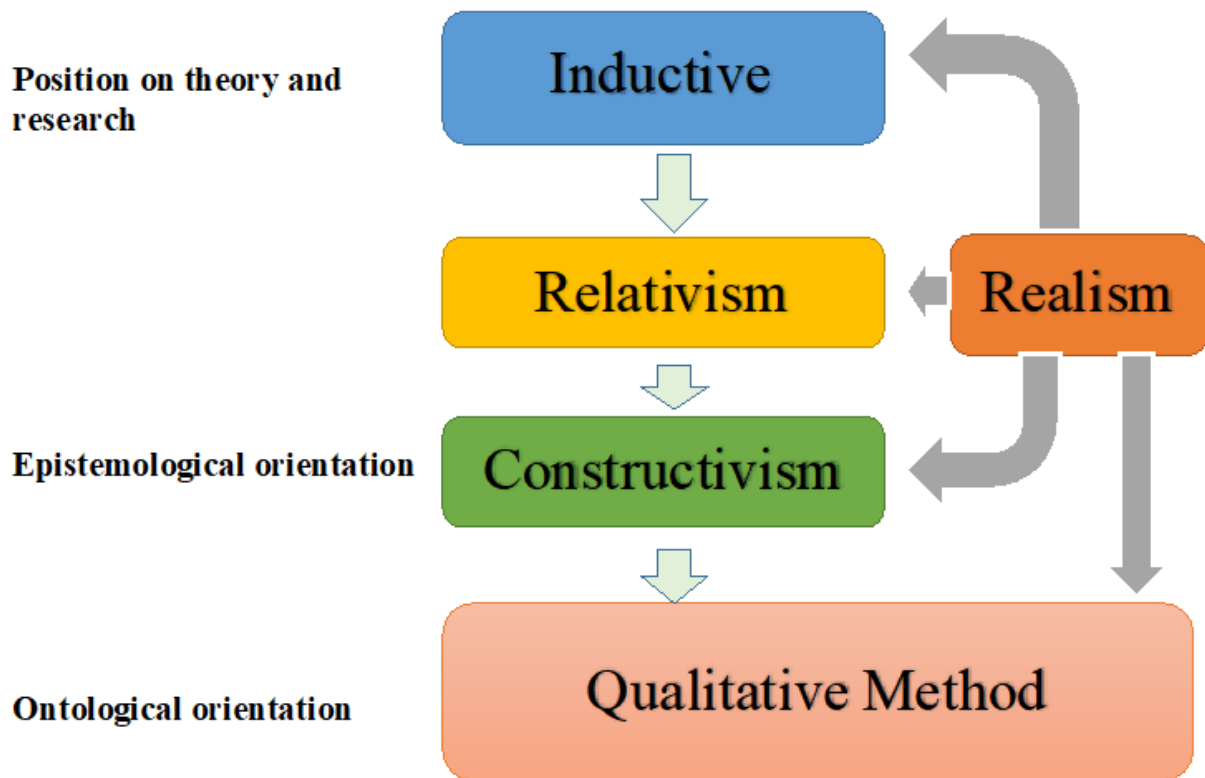 Position on theory and
research
Inductive
Relativism
Realism
Epistemological orientation
Constructivism
Ontological orientation
Qualitative Method